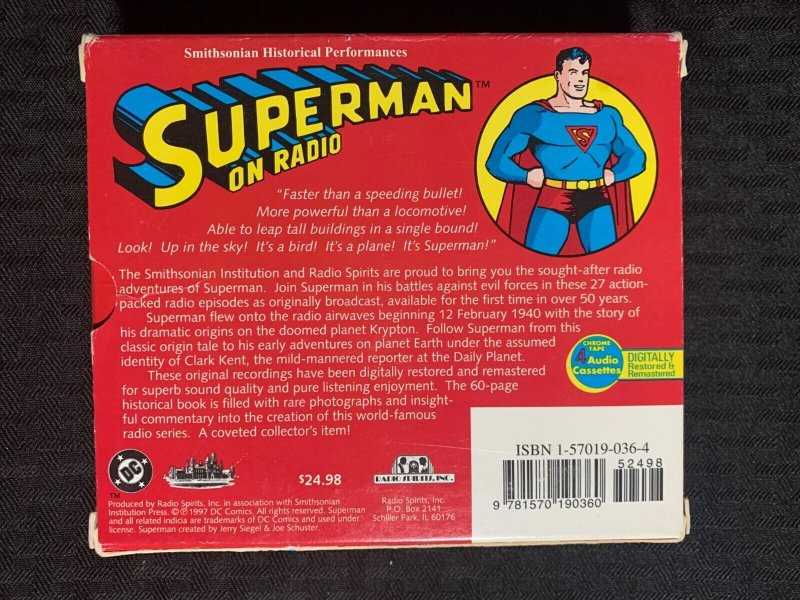 Smithsonian Historical Performances
SUPERMAN™
ON RADIO
S
"Faster than a speeding bullet!
More powerful than a locomotive!
Able to leap tall buildings in a single bound!
Look! Up in the sky! It's a bird! It's a plane! It's Superman!"
The Smithsonian Institution and Radio Spirits are proud to bring you the sought-after radio
adventures of Superman. Join Superman in his battles against evil forces in these 27 action-
packed radio episodes as originally broadcast, available for the first time in over 50 years.
Superman flew onto the radio airwaves beginning 12 February 1940 with the story of
his dramatic origins on the doomed planet Krypton. Follow Superman from this
classic origin tale to his early adventures on planet Earth under the assumed
identity of Clark Kent, the mild-mannered reporter at the Daily Planet.
These original recordings have been digitally restored and remastered
for superb sound quality and pure listening enjoyment. The 60-page
historical book is filled with rare photographs and insight-
ful commentary into the creation of this world-famous
radio series. A coveted collector's item!
CHROME
TAPE
4 Audio
Cassettes
DIGITALLY
Restored &
Remastered
DC
TM
$24.98
RADIO SPIRITS, INC.
Produced by Radio Spirits, Inc. in association with Smithsonian
Institution Press. ©℗1997 DC Comics. All rights reserved. Superman
and all related indicia are trademarks of DC Comics and used under
license. Superman created by Jerry Siegel & Joe Schuster.
Radio Spirits, Inc.
P.O. Box 2141
Schiller Park, IL 60176
ISBN 1-57019-036-4
52498
9 781570 190360